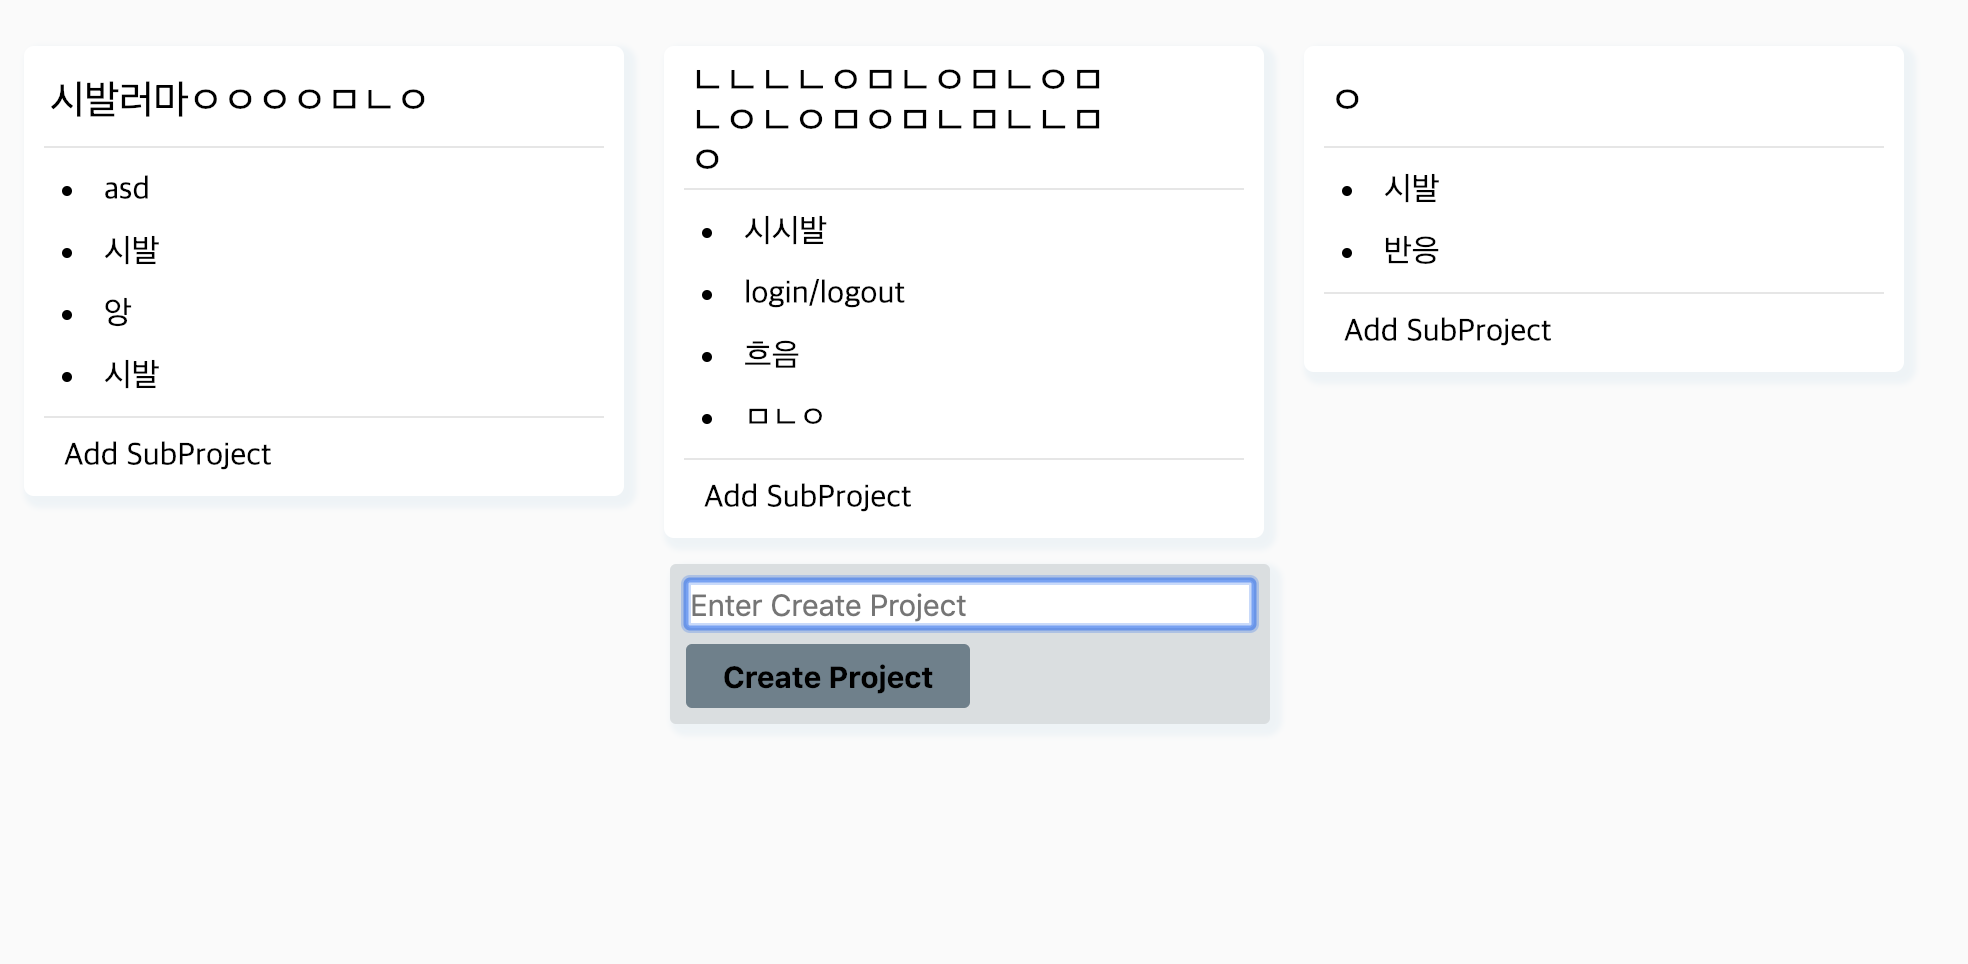 시발러마ㅇㅇㅇㅇㅁㄴㅇ
asd
시발
앙
시발
Add SubProject
ㄴㄴㄴㄴㅇㅁㄴㅇㅁㄴㅇㅁ
ㄴㅇㄴㅇㅁㅇㅁㄴㅁㄴㄴㅁ
ㅇ
시시발
login/logout
흐음
ㅁㄴㅇ
Add SubProject
ㅇ
시발
반응
Add SubProject
Enter Create Project
Create Project